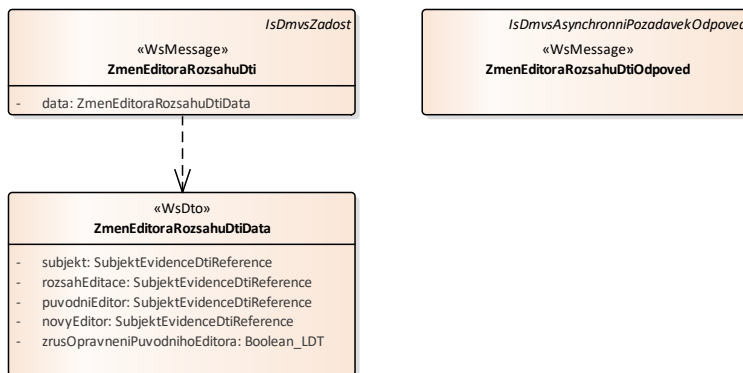 IsDmvsZadost
«WsMessage»
ZmenEditoraRozsahuDti
- data: ZmenEditoraRozsahuDtiData
IsDmvsAsynchronniPozadavekOdpoved
«WsMessage»
ZmenEditoraRozsahuDtiOdpoved
«WsDto»
ZmenEditoraRozsahuDtiData
- subjekt: SubjektEvidenceDtiReference
- rozsahEditace: SubjektEvidenceDtiReference
- puvodniEditor: SubjektEvidenceDtiReference
- novyEditor: SubjektEvidenceDtiReference
- zrusOpravneniPuvodnihoEditora: Boolean_LDT